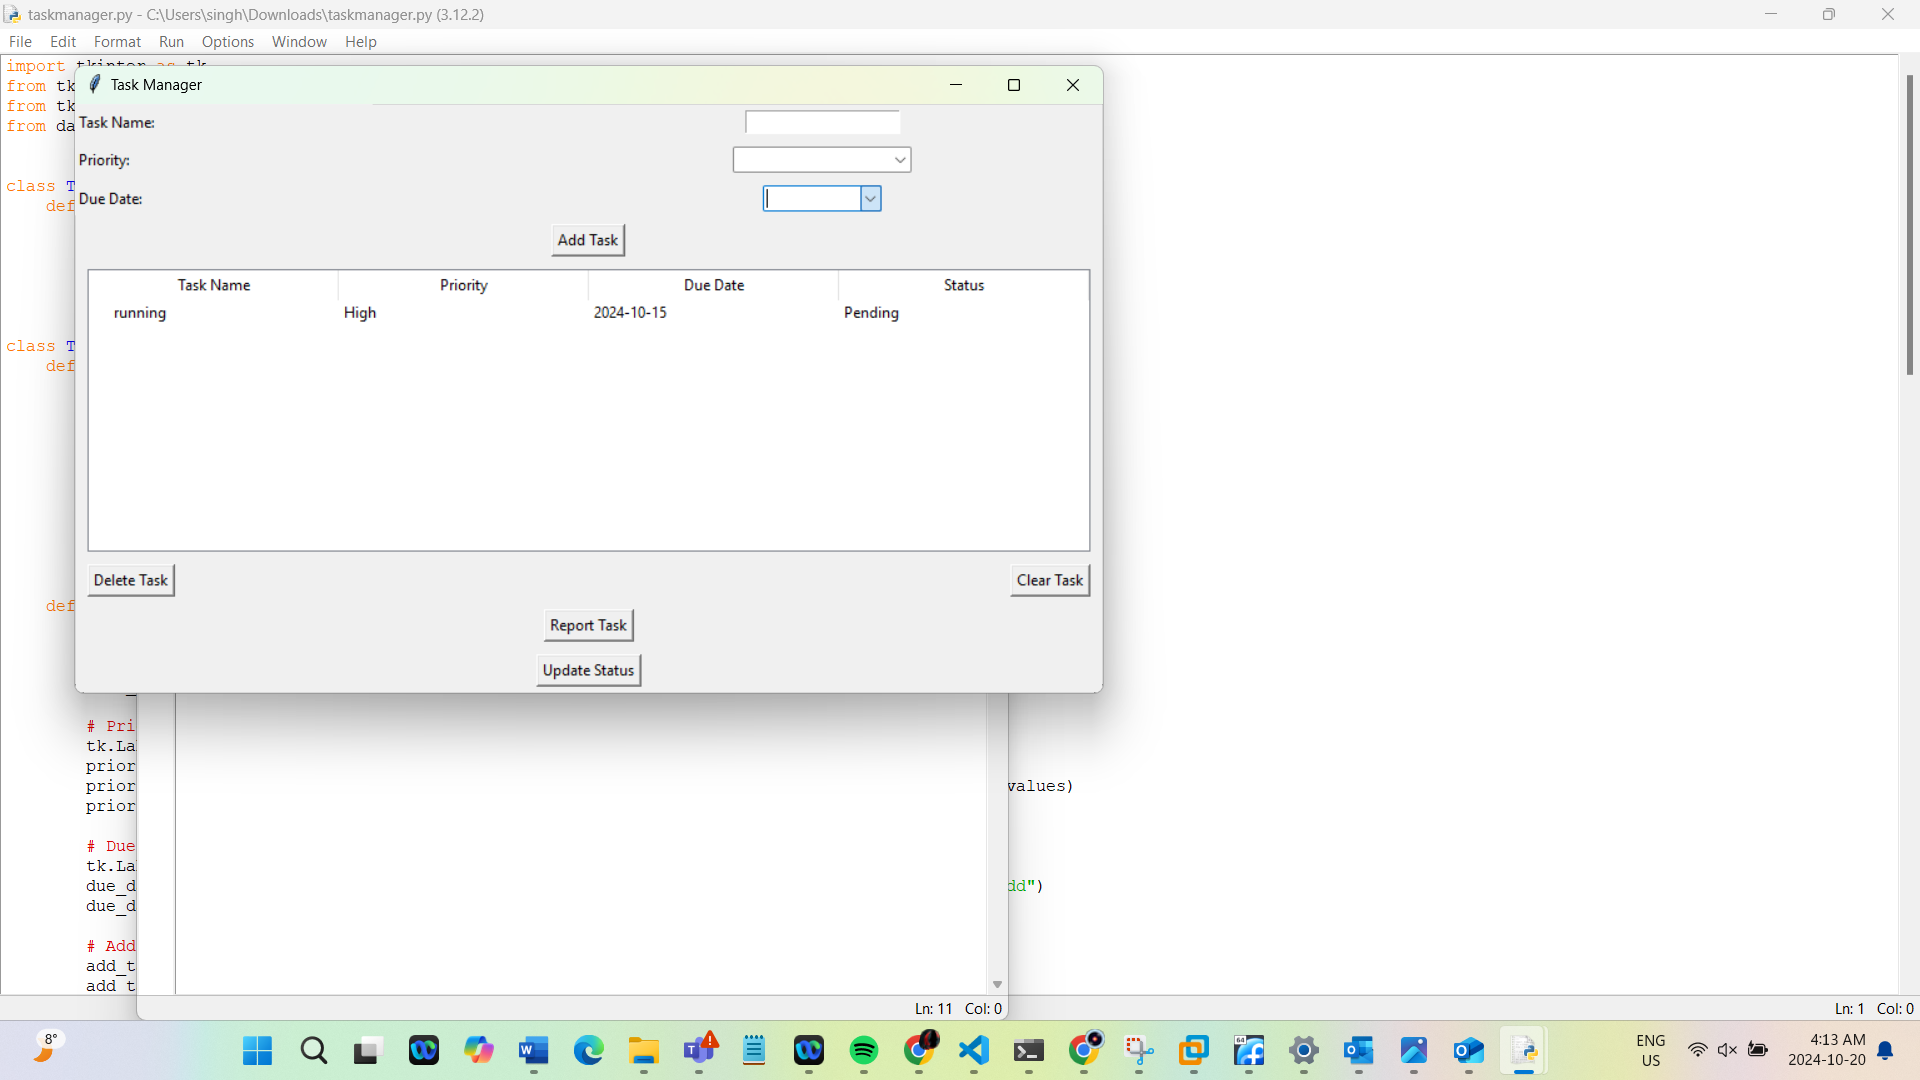 taskmanager.py - C:\Users\singh\Downloads\taskmanager.py (3.12.2)
File Edit Format Run Options Window Help
import tkinter as tk
from tk
from tk
from da
class T
def
class T
def
def
Task Manager
Task Name:
Priority:
Due Date:
Add Task
Task Name Priority Due Date Status
running High 2024-10-15 Pending
Delete Task Clear Task
Report Task
Update Status
# Pri
tk.La
prior
prior values)
prior
# Due
tk.La
due_d dd")
due_d
# Add
add_t
add_t
Ln: 11 Col: 0
Ln: 1 Col: 0
8°
ENG
US
4:13 AM
2024-10-20